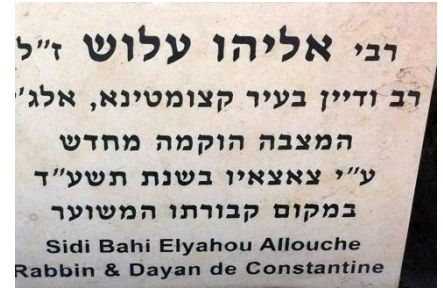 רבי אליהו עלוש ז״ל
רב ודיין בעיר קצומטינא, אלג׳
המצבה הוקמה מחדש
ע״י צאצאיו בשנת תשע״ד
במקום קבורתו המשוער
Sidi Bahi Elyahou Allouche
Rabbin & Dayan de Constantine